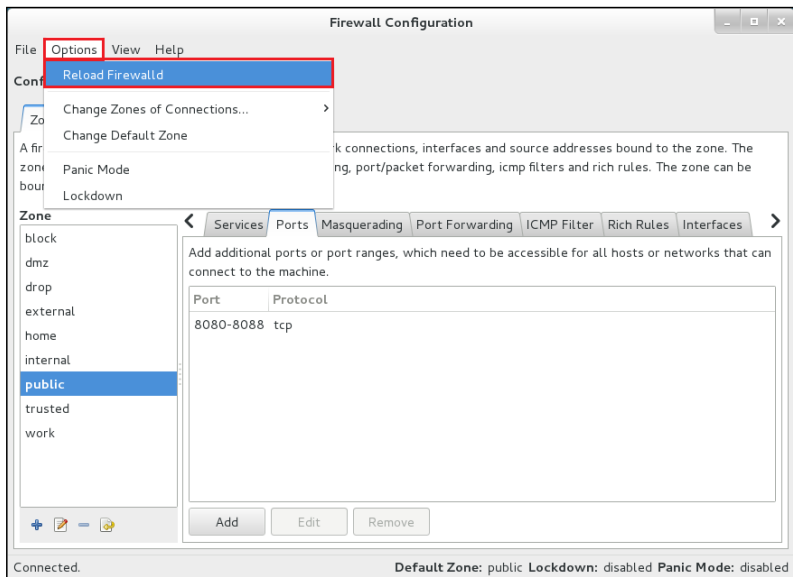 Firewall Configuration
File Options View Help
Reload Firewalld
Conf
Change Zones of Connections...
Zo
Change Default Zone
A fir k connections, interfaces and source addresses bound to the zone. The
zone ng, port/packet forwarding, icmp filters and rich rules. The zone can be
Panic Mode
boun
Lockdown
Zone
Services Ports Masquerading Port Forwarding ICMP Filter Rich Rules Interfaces
block
dmz
drop
external
home
internal
public
trusted
work
Add additional ports or port ranges, which need to be accessible for all hosts or networks that can
connect to the machine.
Port Protocol
8080-8088 tcp
Add Edit Remove
Connected.
Default Zone: public Lockdown: disabled Panic Mode: disabled